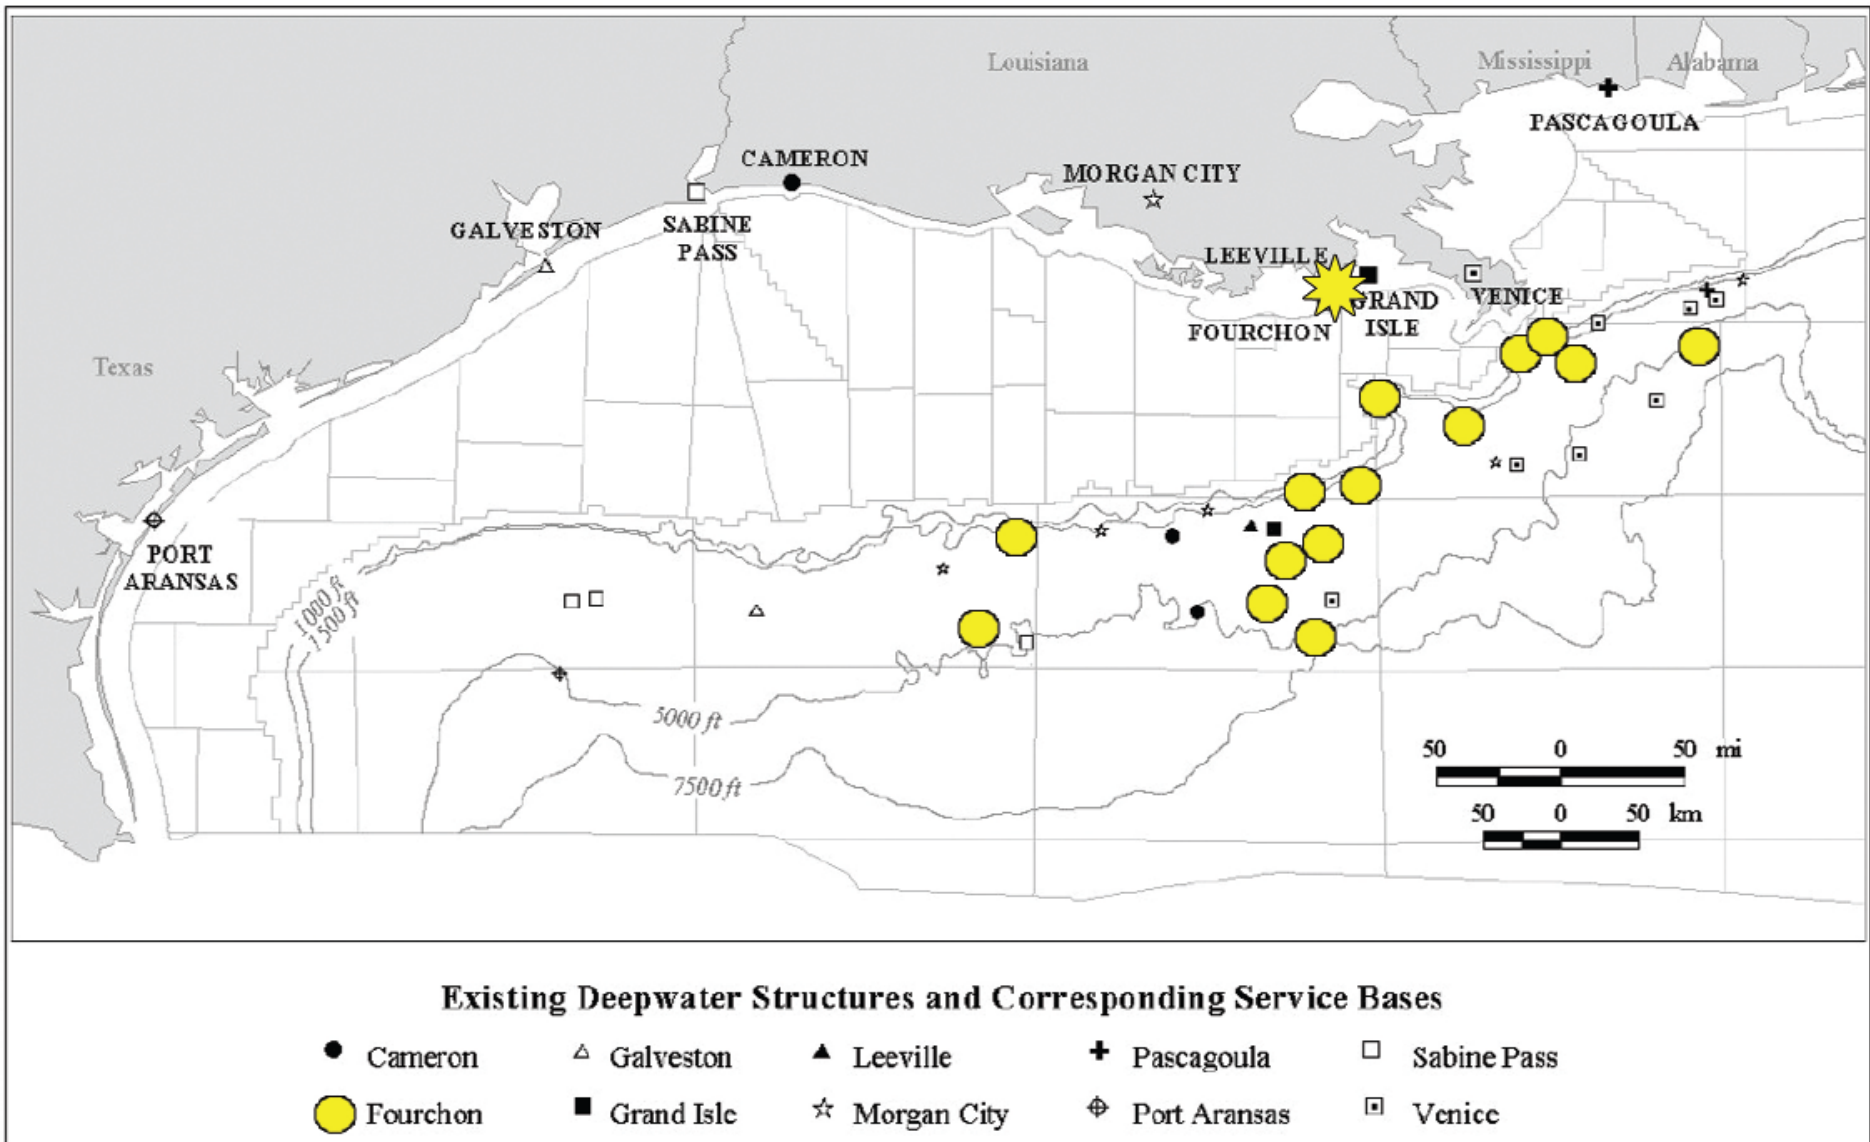 Louisiana
Mississippi
Alabama
PASCAGOULA
CAMERON
MORGAN CITY
GALVESTON
SABINE
PASS
LEEVILLE
GRAND
ISLE
VENICE
FOURCHON
Texas
PORT
ARANSAS
1000 ft
1500 ft
5000 ft
7500 ft
50 0 50 mi
50 0 50 km
Existing Deepwater Structures and Corresponding Service Bases
Cameron Galveston Leeville Pascagoula Sabine Pass
Fourchon Grand Isle Morgan City Port Aransas Venice